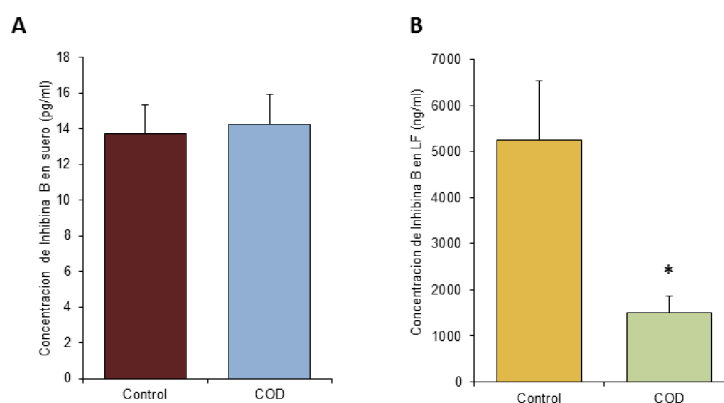 A
Concentracion de Inhibina B en suero (pg/ml)
18
16
14
12
10
8
6
4
2
0
Control
COD
B
Concentracion de Inhibina B en LF (ng/ml)
7000
6000
5000
4000
3000
2000
1000
0
*
Control
COD